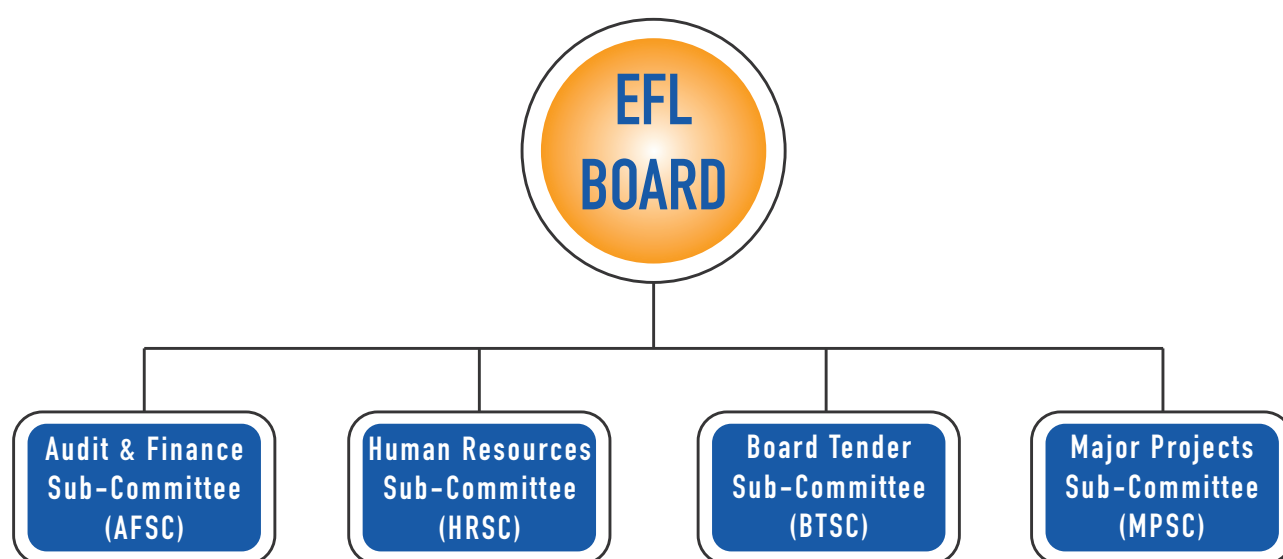 EFL
BOARD
Audit & Finance
Sub-Committee
(AFSC)
Human Resources
Sub-Committee
(HRSC)
Board Tender
Sub-Committee
(BTSC)
Major Projects
Sub-Committee
(MPSC)